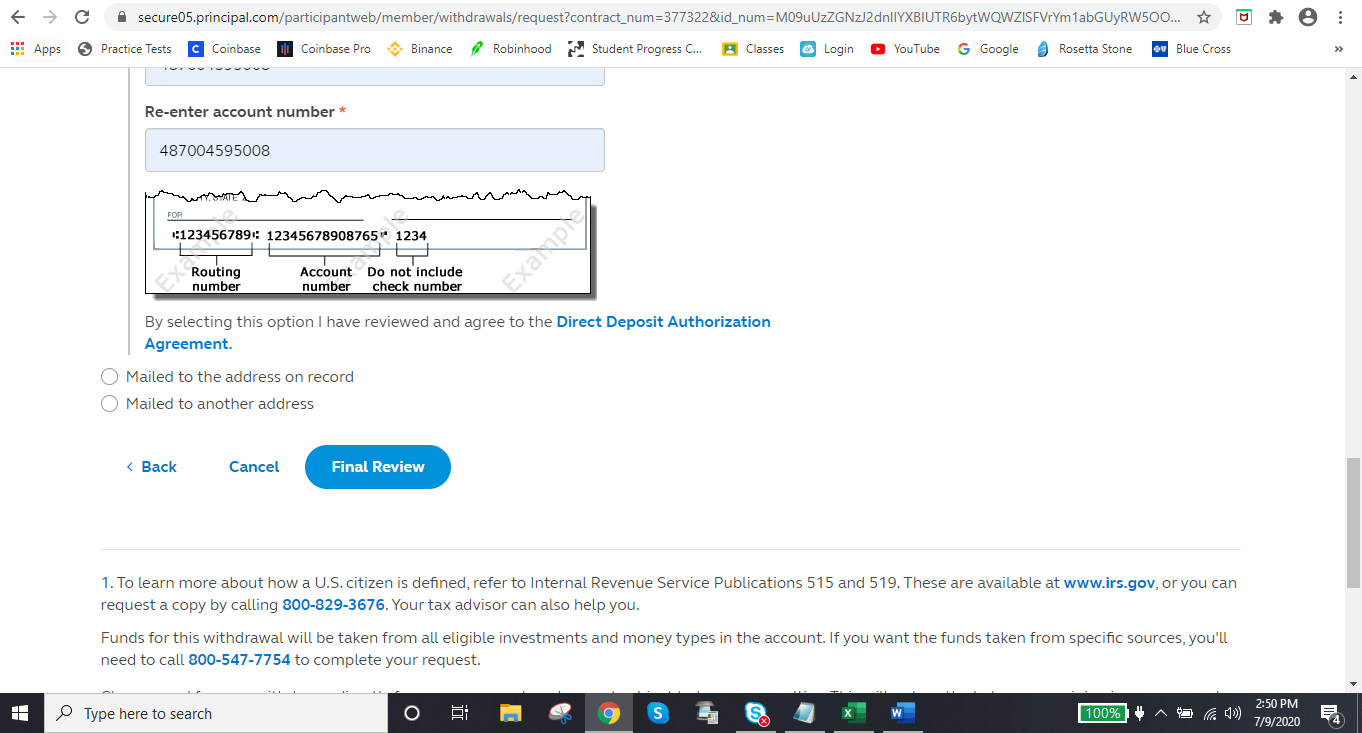 secure05.principal.com/participantweb/member/withdrawals/request?contract_num=377322&id_num=M09uUzZGNzJ2dnlIYXBIUTR6bytWQWZISFVrYm1abGUyRW5OO...
Apps Practice Tests Coinbase Coinbase Pro Binance Robinhood Student Progress C... Classes Login YouTube Google Rosetta Stone Blue Cross »
Re-enter account number *
487004595008
FOR
123456789 12345678908765 1234
Routing number Account number Do not include check number
Example Example Example
By selecting this option I have reviewed and agree to the Direct Deposit Authorization
Agreement.
Mailed to the address on record
Mailed to another address
< Back Cancel Final Review
1. To learn more about how a U.S. citizen is defined, refer to Internal Revenue Service Publications 515 and 519. These are available at www.irs.gov, or you can
request a copy by calling 800-829-3676. Your tax advisor can also help you.
Funds for this withdrawal will be taken from all eligible investments and money types in the account. If you want the funds taken from specific sources, you'll
need to call 800-547-7754 to complete your request.
Type here to search
100%
2:50 PM
7/9/2020
4